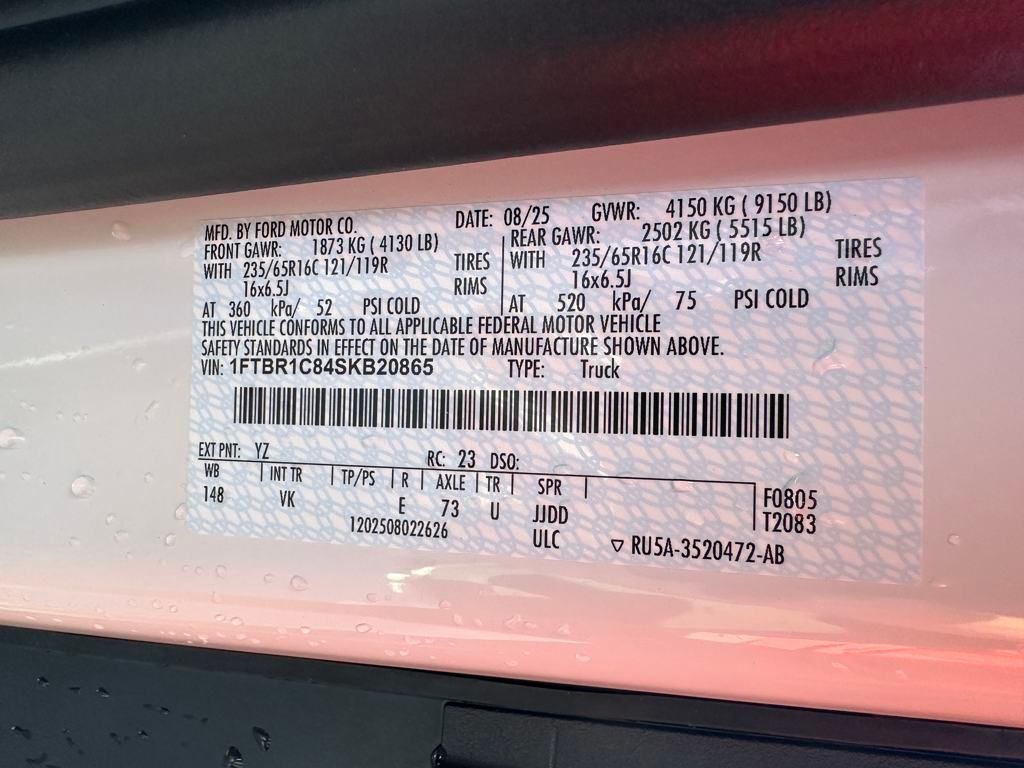 MFD. BY FORD MOTOR CO. DATE: 08/25 GVWR: 4150 KG ( 9150 LB)
FRONT GAWR: 1873 KG ( 4130 LB) REAR GAWR: 2502 KG ( 5515 LB)
WITH 235/65R16C 121/119R TIRES WITH 235/65R16C 121/119R TIRES
16x6.5J RIMS 16x6.5J RIMS
AT 360 kPa/ 52 PSI COLD AT 520 kPa/ 75 PSI COLD
THIS VEHICLE CONFORMS TO ALL APPLICABLE FEDERAL MOTOR VEHICLE
SAFETY STANDARDS IN EFFECT ON THE DATE OF MANUFACTURE SHOWN ABOVE.
VIN: 1FTBR1C84SKB20865 TYPE: Truck
EXT PNT: YZ RC: 23 DSO:
WB INT TR TP/PS R AXLE TR SPR F0805
148 VK E 73 U JJDD T2083
1202508022626 ULC ▽ RU5A-3520472-AB